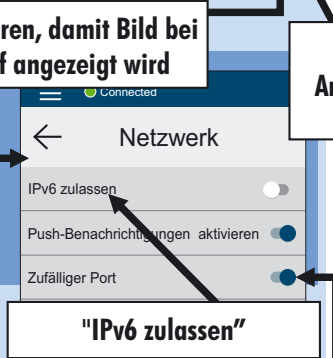 ren, damit Bild bei
f angezeigt wird
Connected
Netzwerk
IPv6 zulassen
Push-Benachrichtigungen aktivieren
Zufälliger Port
"IPv6 zulassen”